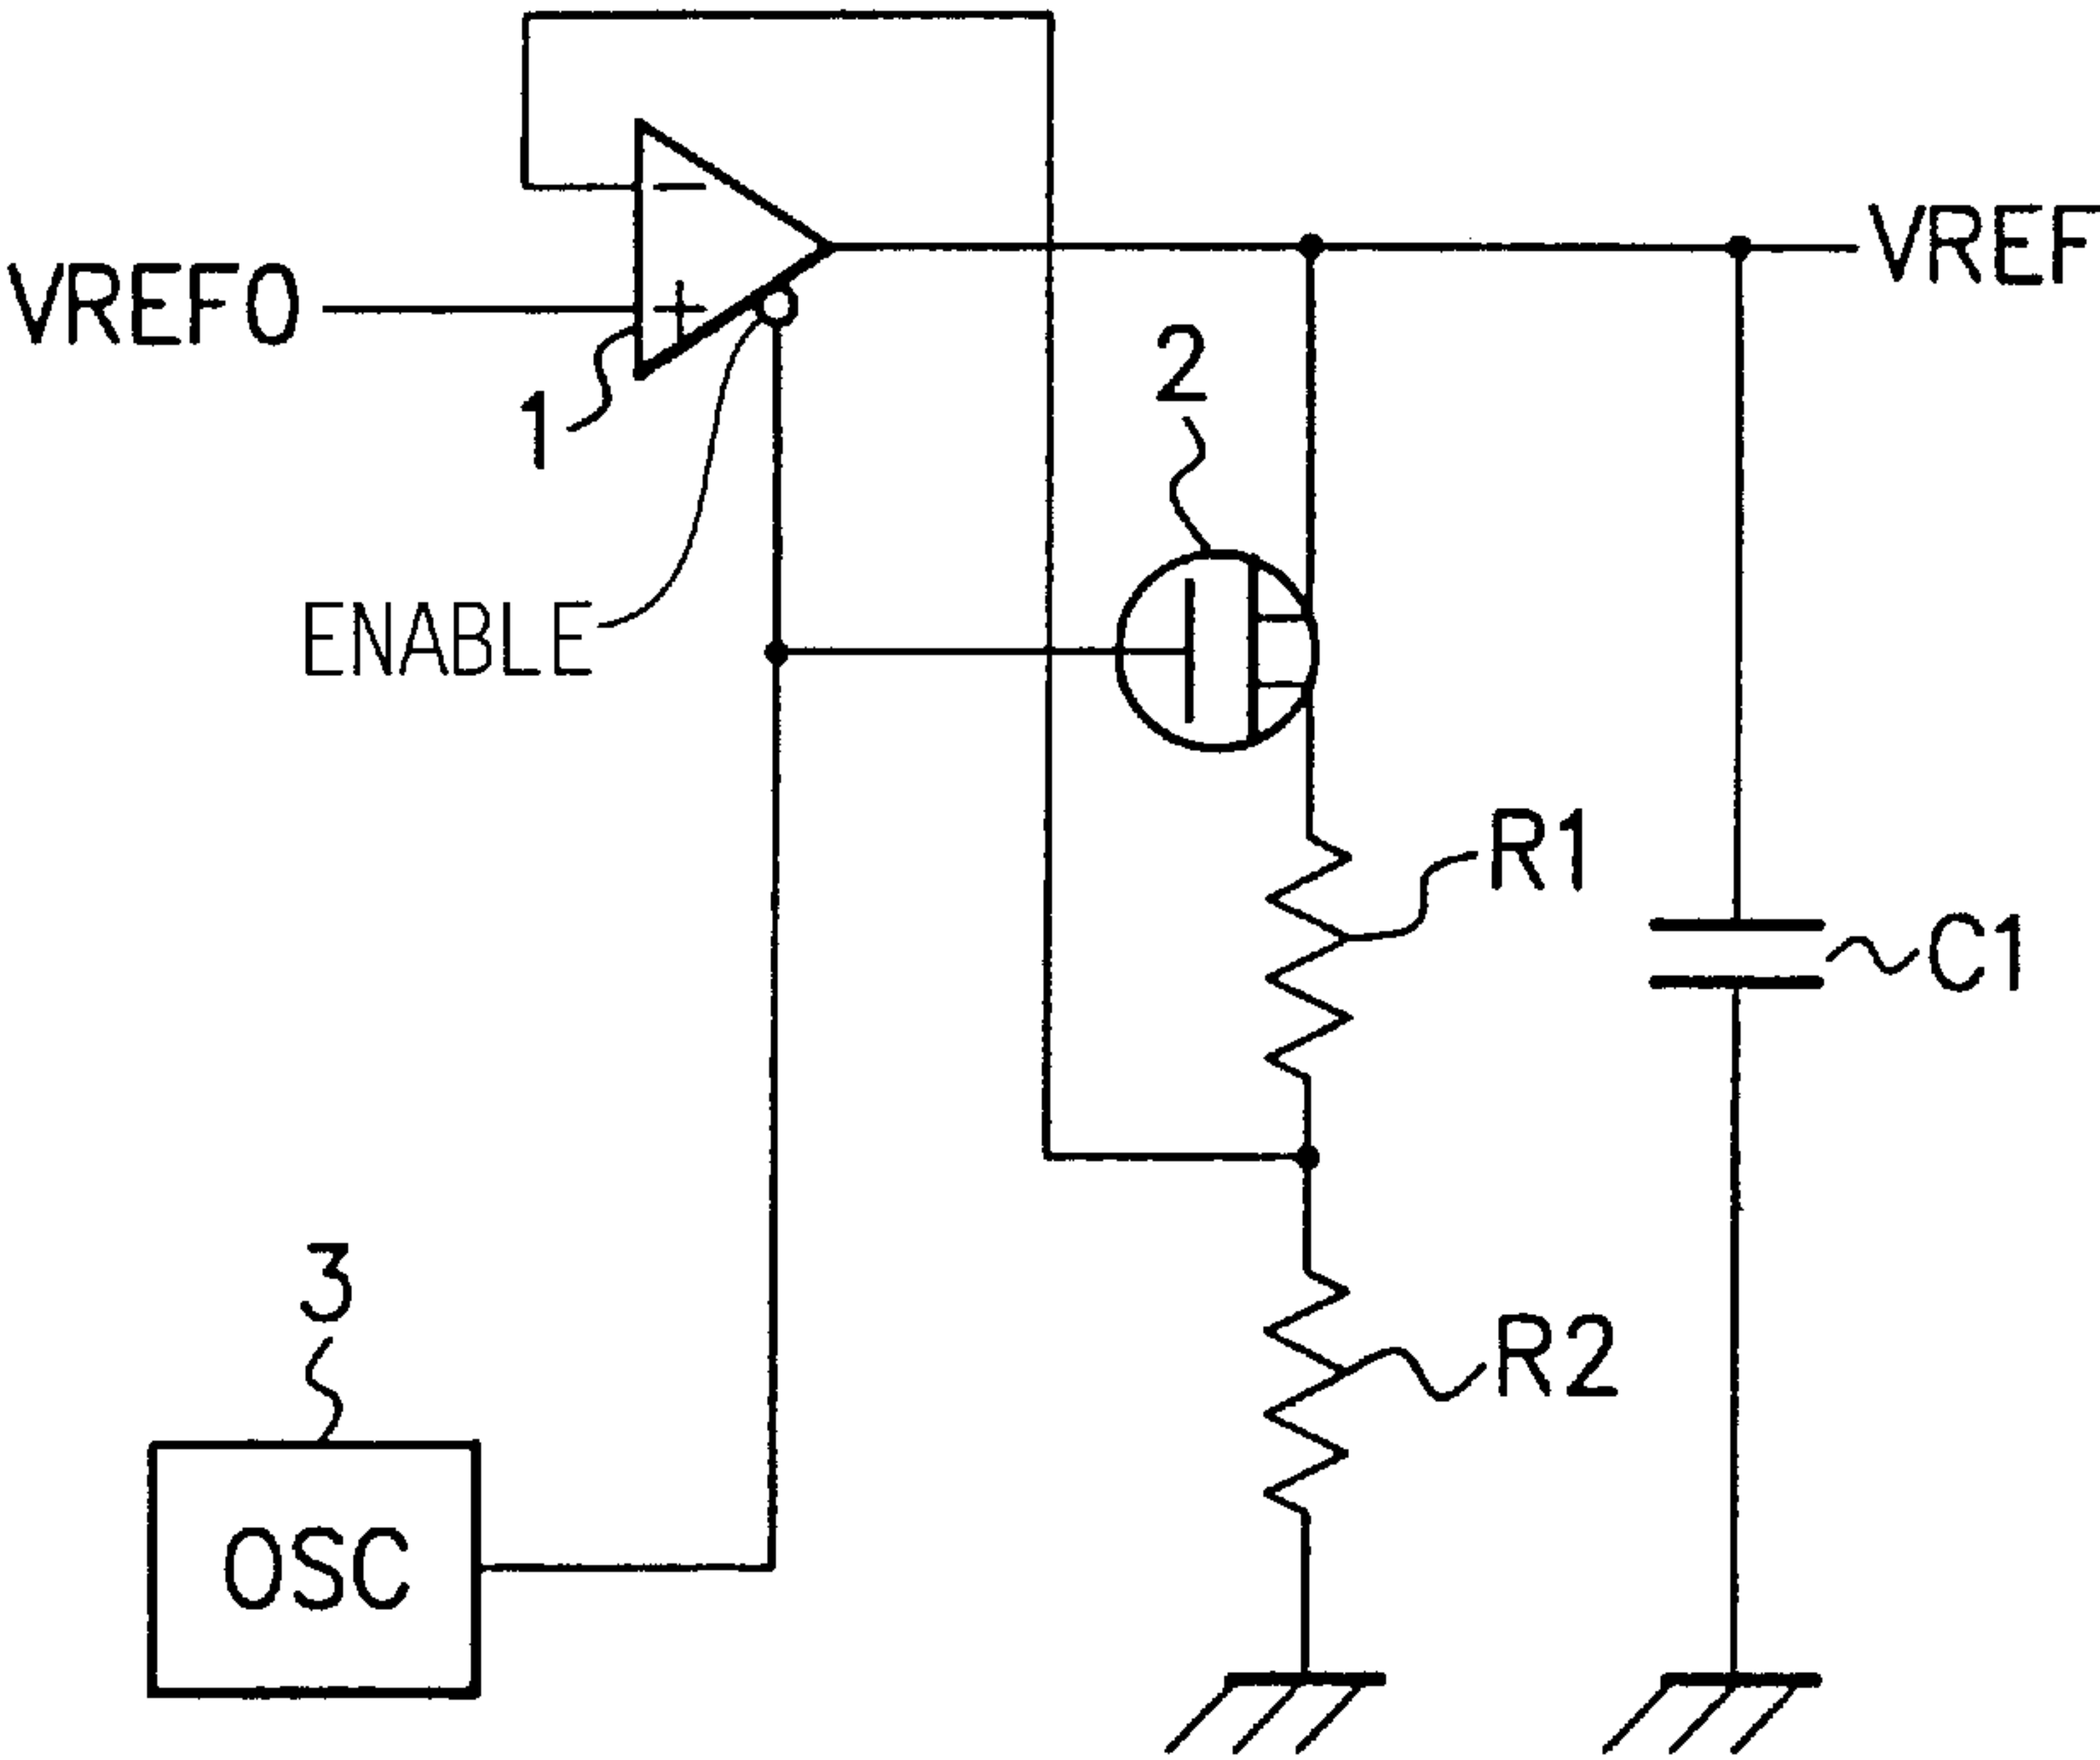 VREF
VREF0
1
2
ENABLE
R1
C1
3
R2
OSC